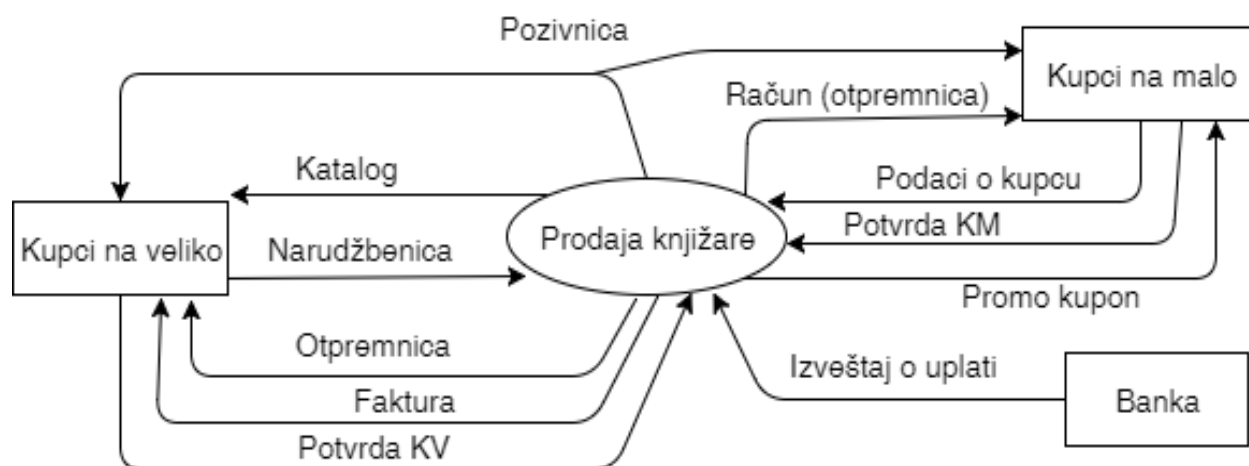 Pozivnica
Kupci na malo
Račun (otpremnica)
Katalog
Podaci o kupcu
Kupci na veliko
Narudžbenica
Prodaja knjižare
Potvrda KM
Promo kupon
Otpremnica
Izveštaj o uplati
Faktura
Banka
Potvrda KV